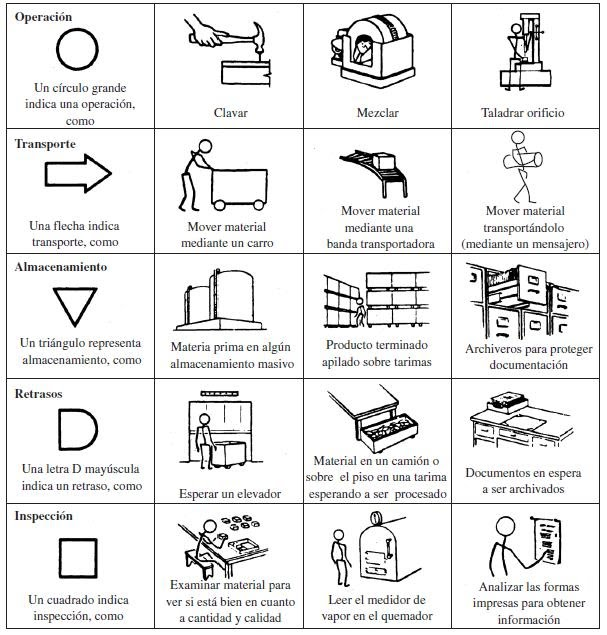 Operación
Un círculo grande
indica una operación,
como
Clavar
Mezclar
Taladrar orificio
Transporte
Una flecha indica
transporte, como
Mover material
mediante un carro
Mover material
mediante una
banda transportadora
Mover material
transportándolo
(mediante un mensajero)
Almacenamiento
Un triángulo representa
almacenamiento, como
Materia prima en algún
almacenamiento masivo
Producto terminado
apilado sobre tarimas
Archiveros para proteger
documentación
Retrasos
Una letra D mayúscula
indica un retraso, como
Esperar un elevador
Material en un camión o
sobre el piso en una tarima
esperando a ser procesado
Documentos en espera
a ser archivados
Inspección
Un cuadrado indica
inspección, como
Examinar material para
ver si está bien en cuanto
a cantidad y calidad
Leer el medidor de
vapor en el quemador
Analizar las formas
impresas para obtener
información